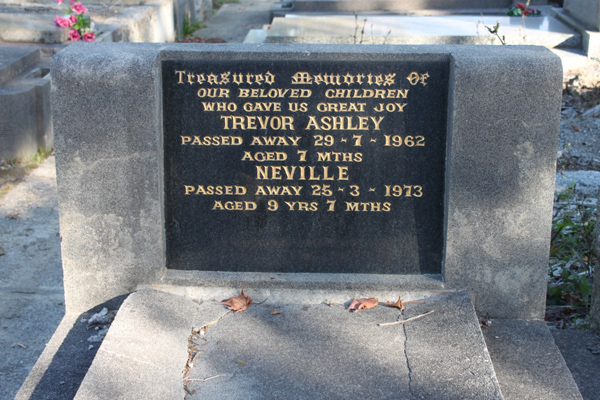 Treasured Memories Of
OUR BELOVED CHILDREN
WHO GAVE US GREAT JOY
TREVOR ASHLEY
PASSED AWAY 29 - 7 - 1962
AGED 7 MTHS
NEVILLE
PASSED AWAY 25 - 3 - 1973
AGED 9 YRS 7 MTHS